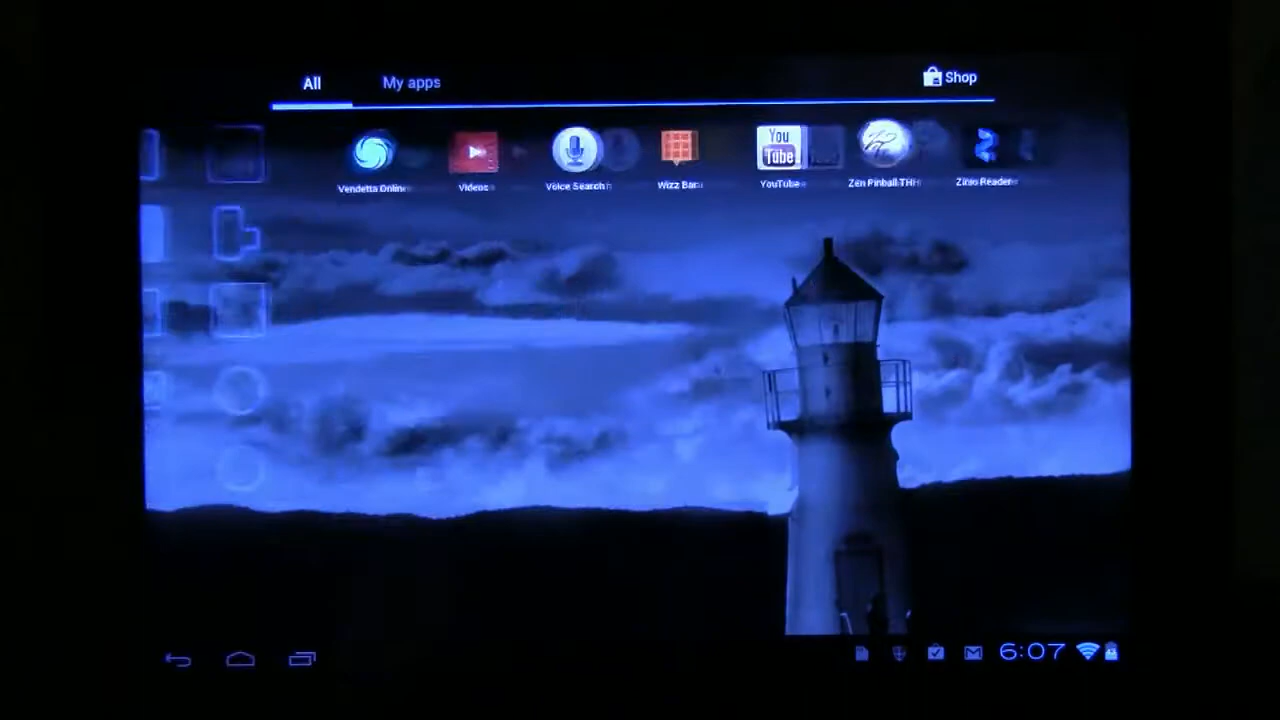 All My apps Shop
You
Tube
Vendetta Online Videos Voice Search Wizz Bar YouTube Zen Pinball THD Zinio Reader
6:07